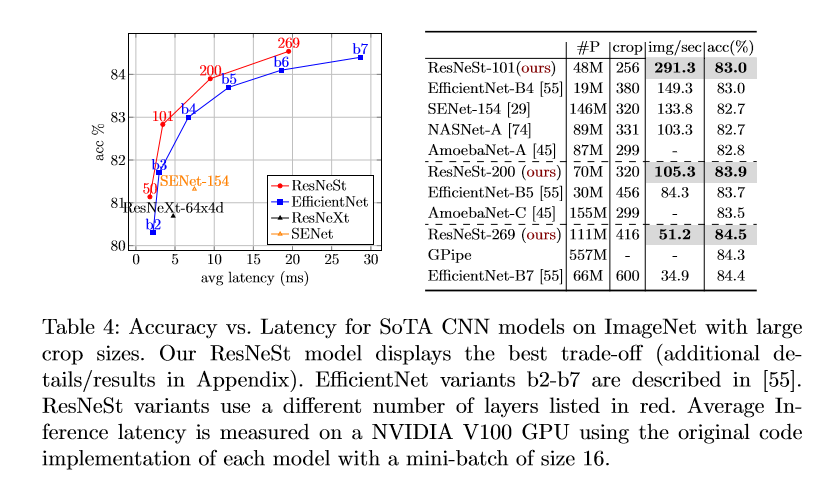 269
b7
84
200
b6
b5
b4
83
101
acc %
82
b3
SENet-154
50
81
ResNeXt-64x4d
b2
80
ResNeSt
EfficientNet
ResNeXt
SENet
0 5 10 15 20 25 30
avg latency (ms)
#P crop img/sec acc(%)
ResNeSt-101(ours) 48M 256 291.3 83.0
EfficientNet-B4 [55] 19M 380 149.3 83.0
SENet-154 [29] 146M 320 133.8 82.7
NASNet-A [74] 89M 331 103.3 82.7
AmoebaNet-A [45] 87M 299 - 82.8
ResNeSt-200 (ours) 70M 320 105.3 83.9
EfficientNet-B5 [55] 30M 456 84.3 83.7
AmoebaNet-C [45] 155M 299 - 83.5
ResNeSt-269 (ours) 111M 416 51.2 84.5
GPipe 557M - - 84.3
EfficientNet-B7 [55] 66M 600 34.9 84.4
Table 4: Accuracy vs. Latency for SoTA CNN models on ImageNet with large
crop sizes. Our ResNeSt model displays the best trade-off (additional de-
tails/results in Appendix). EfficientNet variants b2-b7 are described in [55].
ResNeSt variants use a different number of layers listed in red. Average In-
ference latency is measured on a NVIDIA V100 GPU using the original code
implementation of each model with a mini-batch of size 16.